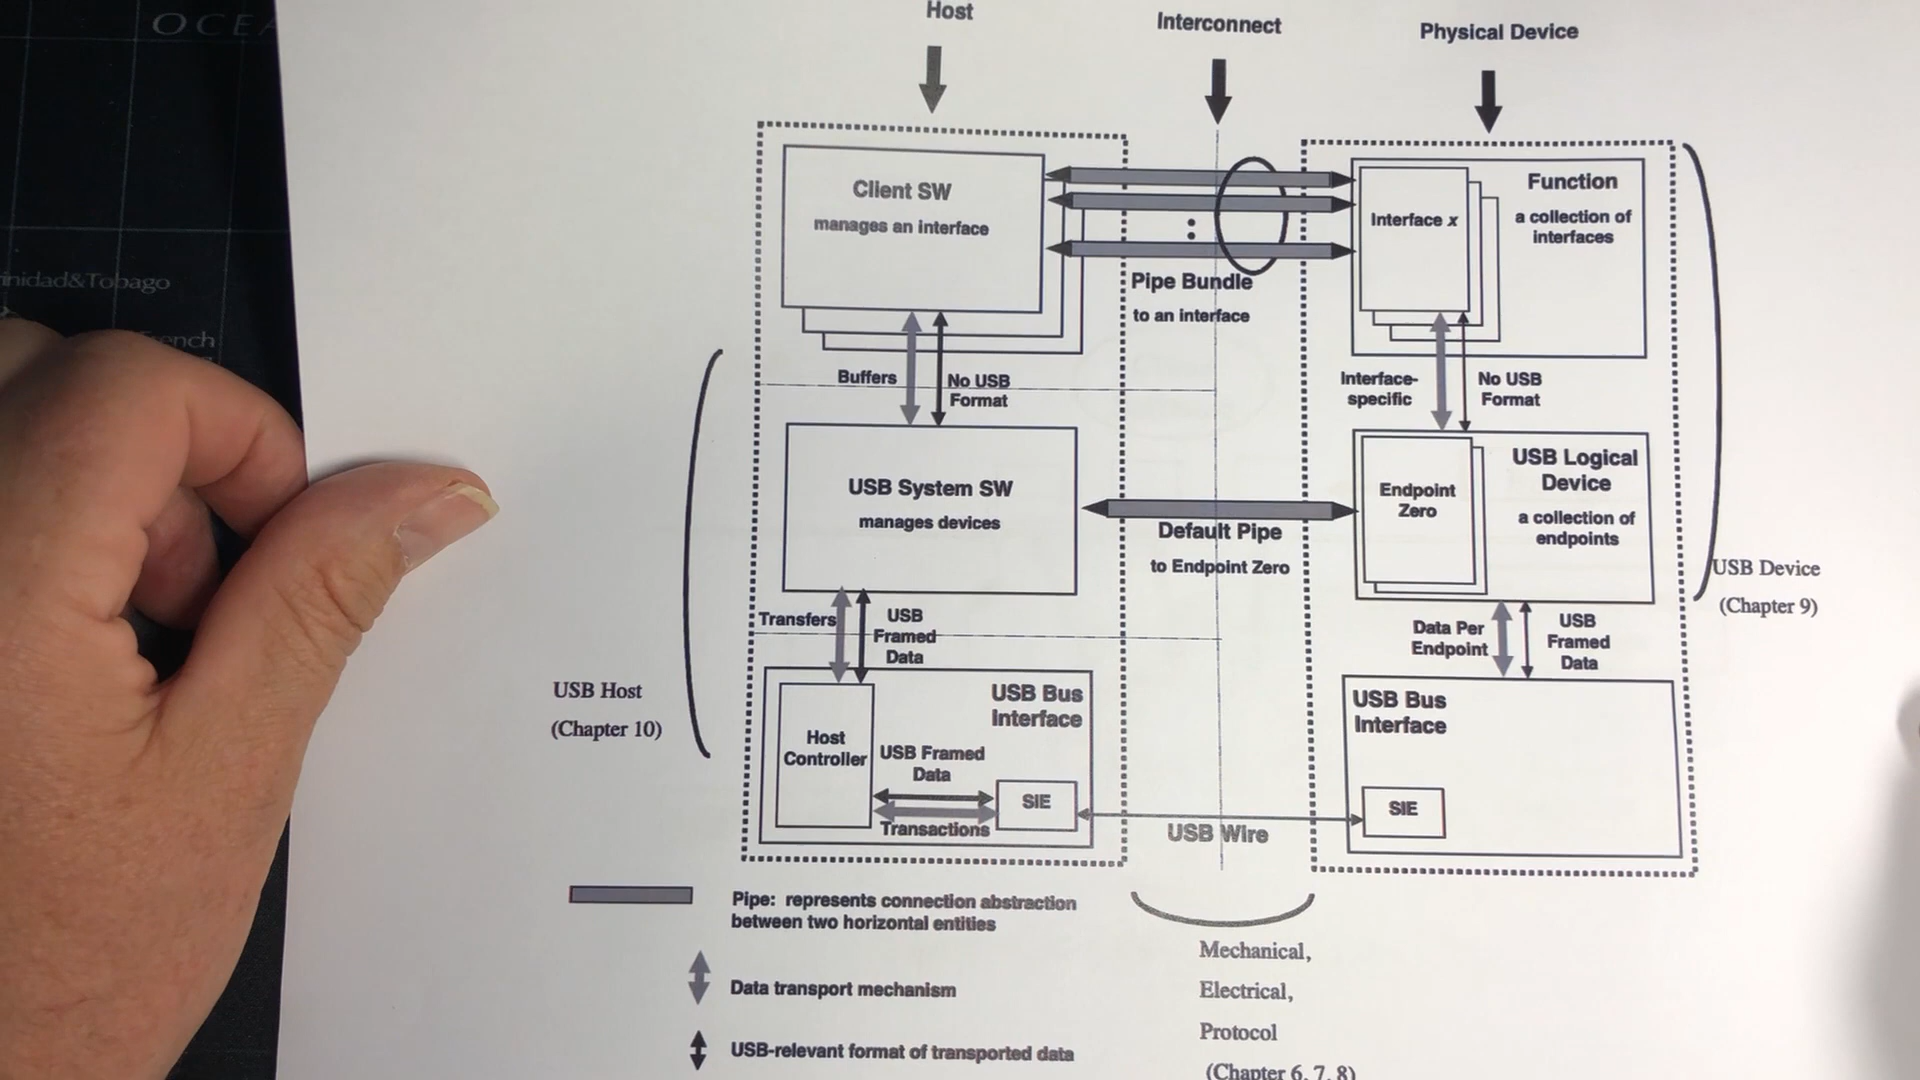 Host
Interconnect
Physical Device
Client SW
manages an interface
Pipe Bundle
to an interface
Interface x
Function
a collection of
interfaces
Buffers
No USB
Format
Interface-
specific
No USB
Format
USB System SW
manages devices
Default Pipe
to Endpoint Zero
Endpoint
Zero
USB Logical
Device
a collection of
endpoints
USB Device
(Chapter 9)
Transfers
USB
Framed
Data
Data Per
Endpoint
USB
Framed
Data
USB Host
(Chapter 10)
Host
Controller
USB Bus
Interface
USB Framed
Data
Transactions
SIE
USB Wire
USB Bus
Interface
SIE
Pipe: represents connection abstraction
between two horizontal entities
Data transport mechanism
USB-relevant format of transported data
Mechanical,
Electrical,
Protocol
(Chapter 6, 7, 8)
OCEA
inidad&Tobago
ench